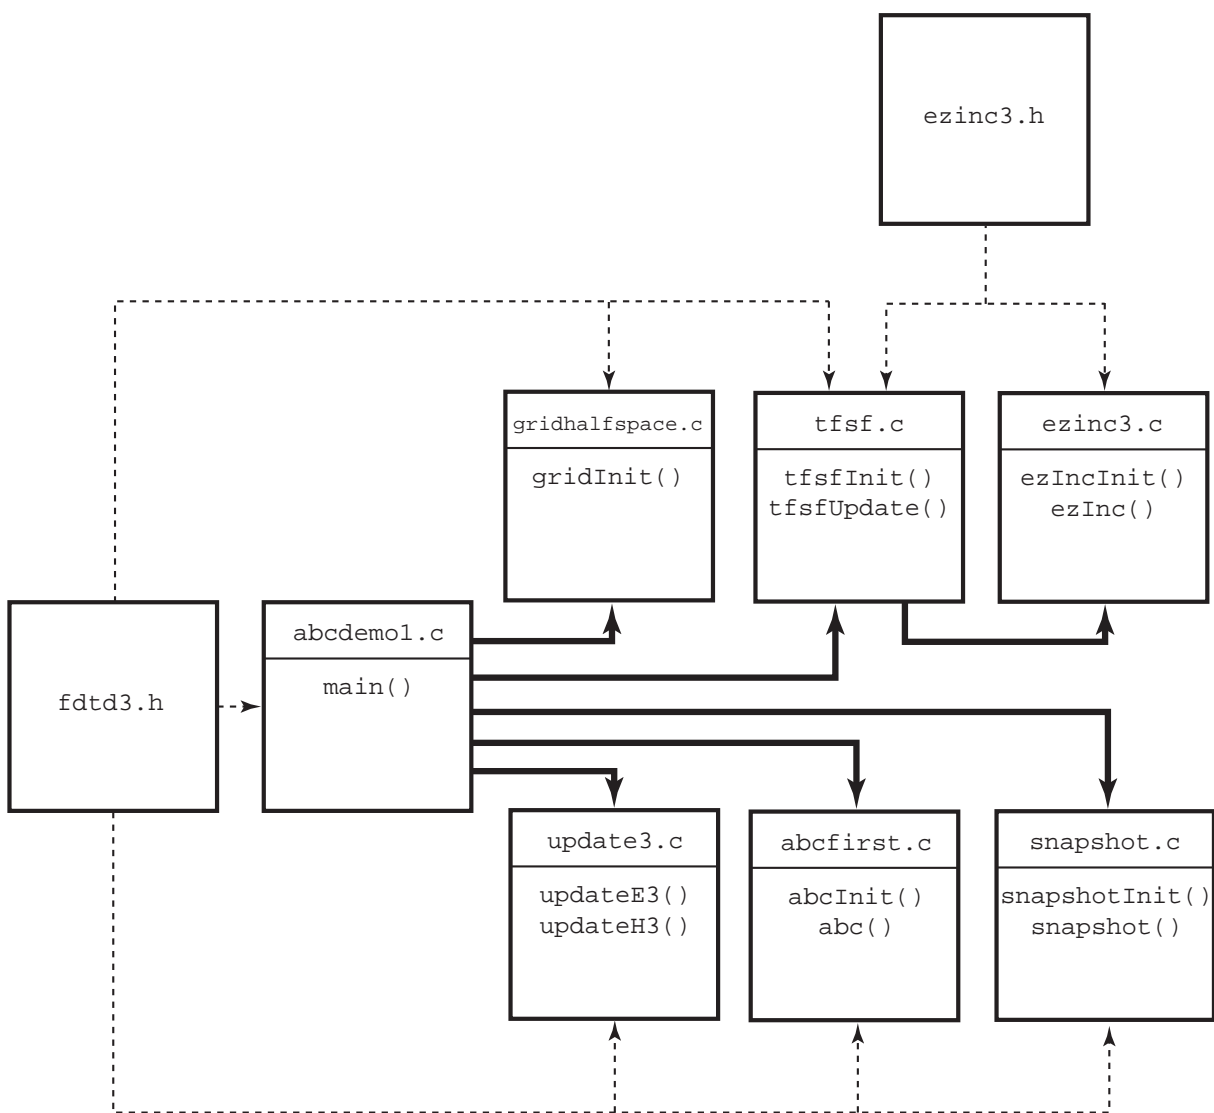 ezinc3.h
gridhalfspace.c
gridInit()
tfsf.c
tfsfInit()
tfsfUpdate()
ezinc3.c
ezIncInit()
ezInc()
fdtd3.h
abcdemo1.c
main()
update3.c
updateE3()
updateH3()
abcfirst.c
abcInit()
abc()
snapshot.c
snapshotInit()
snapshot()